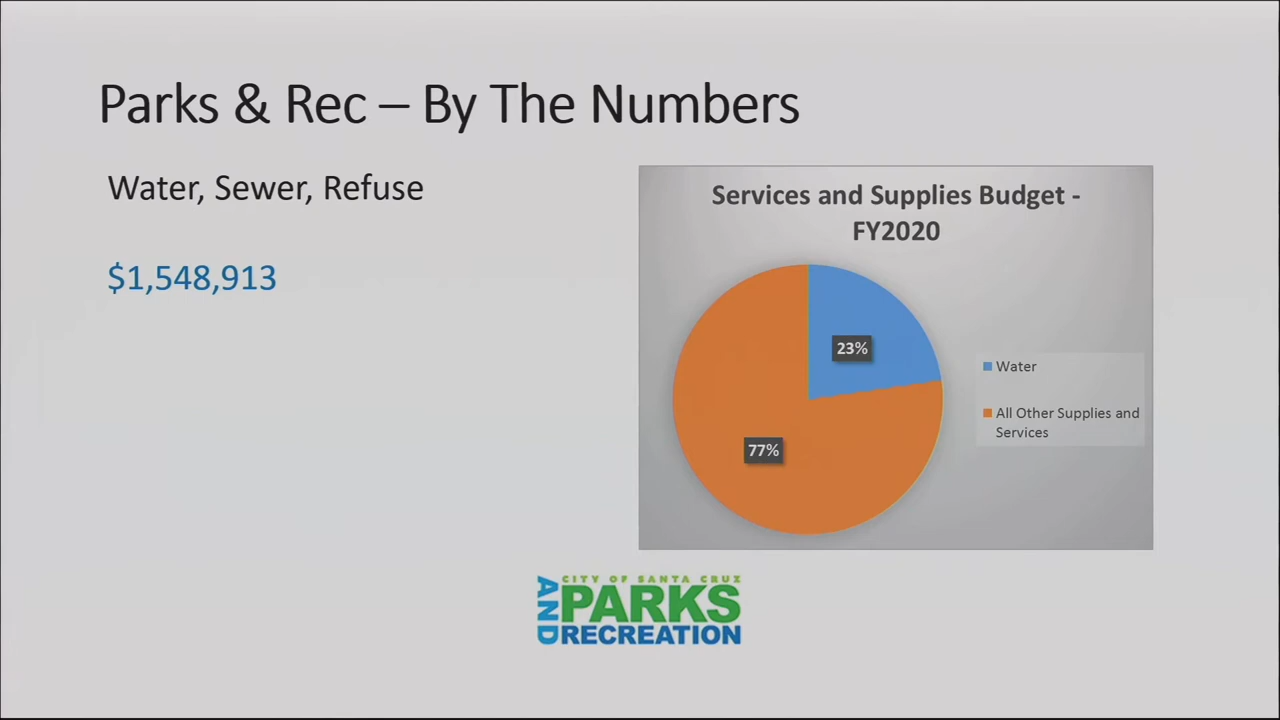 Parks & Rec – By The Numbers
Water, Sewer, Refuse
$1,548,913
Services and Supplies Budget -
FY2020
23%
77%
Water
All Other Supplies and
Services
CITY OF SANTA CRUZ
AND
PARKS
RECREATION